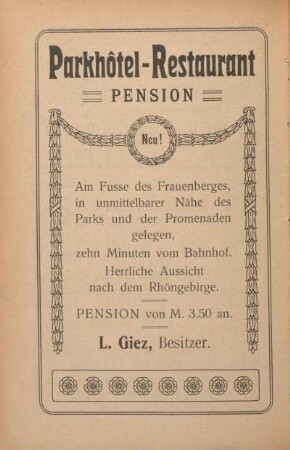 Parkhôtel-Restaurant
PENSION
Neu!
Am Fusse des Frauenberges,
in unmittelbarer Nähe des
Parks und der Promenaden
gelegen,
zehn Minuten vom Bahnhof.
Herrliche Aussicht
nach dem Rhöngebirge.
PENSION von M. 3.50 an.
L. Giez, Besitzer.